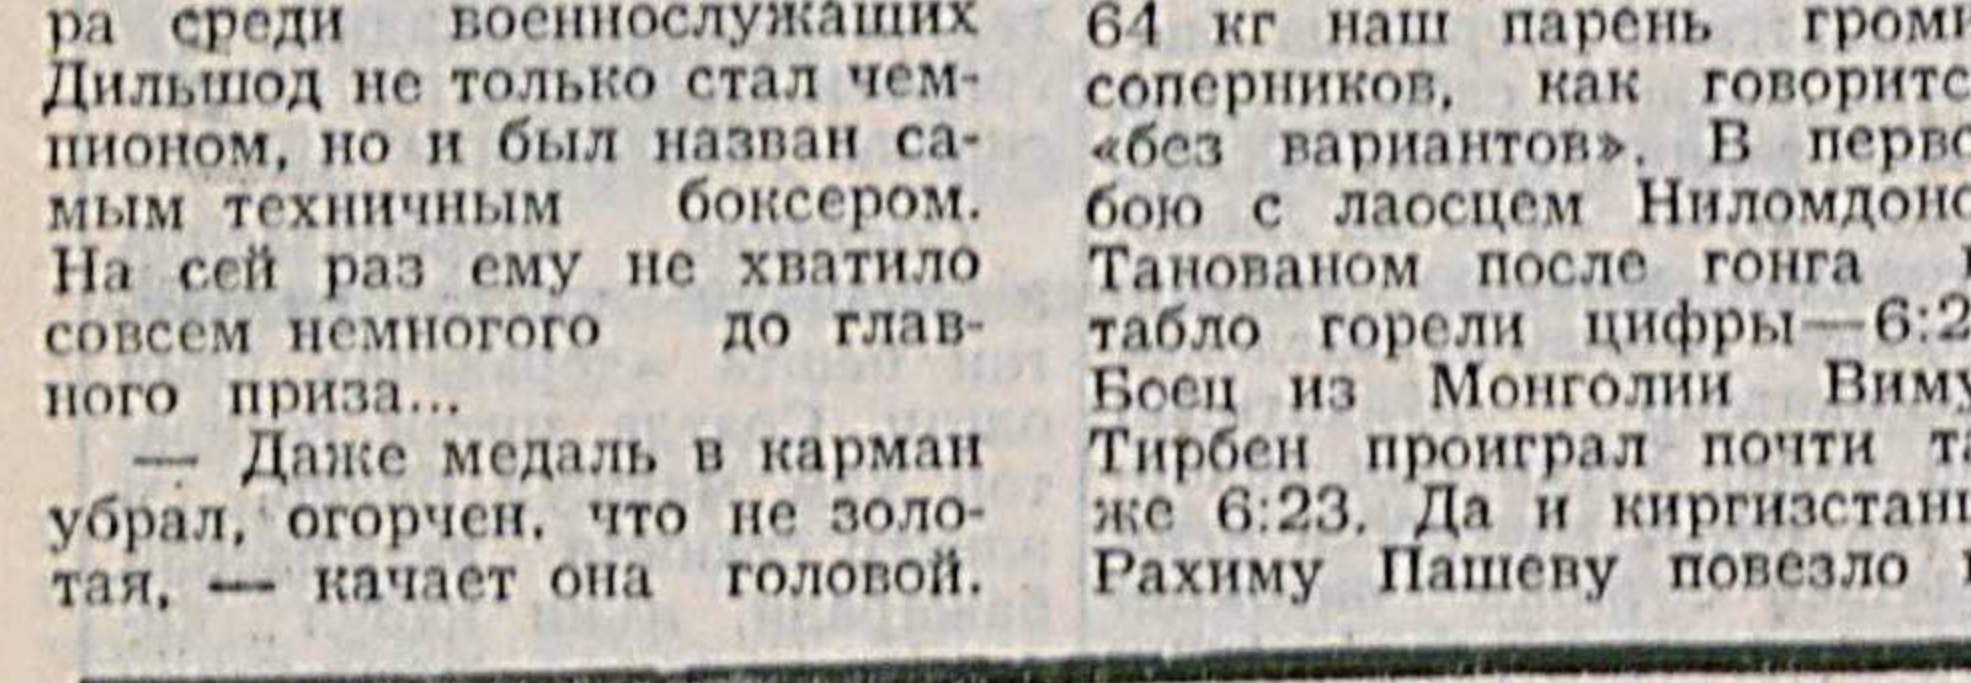 ра среди военнослужащих
Дильшод не только стал чем-
пионом, но и был назван са-
мым техничным боксером.
На сей раз ему не хватило
совсем немногого до глав-
ного приза...
— Даже медаль в карман
убрал, огорчен, что не золо-
тая, — качает она головой.
64 кг наш парень
соперников, как
«без вариантов». В
бою с лаосцем
Танованом после гонга
табло горели цифры—6:2
Боец из Монголии
Тирбен проиграл почти
же 6:23. Да и
Рахиму Пашеву повезло